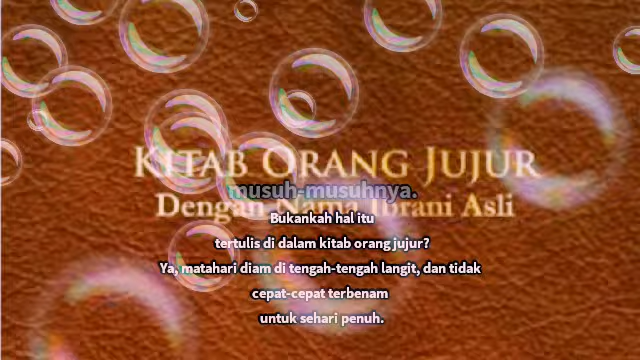 KITAB ORANG JUJUR
musuh-musuhnya.
Dengan Nama Ibrani Asli
Bukankah hal itu
tertulis di dalam kitab orang jujur?
Ya, matahari diam di tengah-tengah langit, dan tidak
cepat-cepat terbenam
untuk sehari penuh.